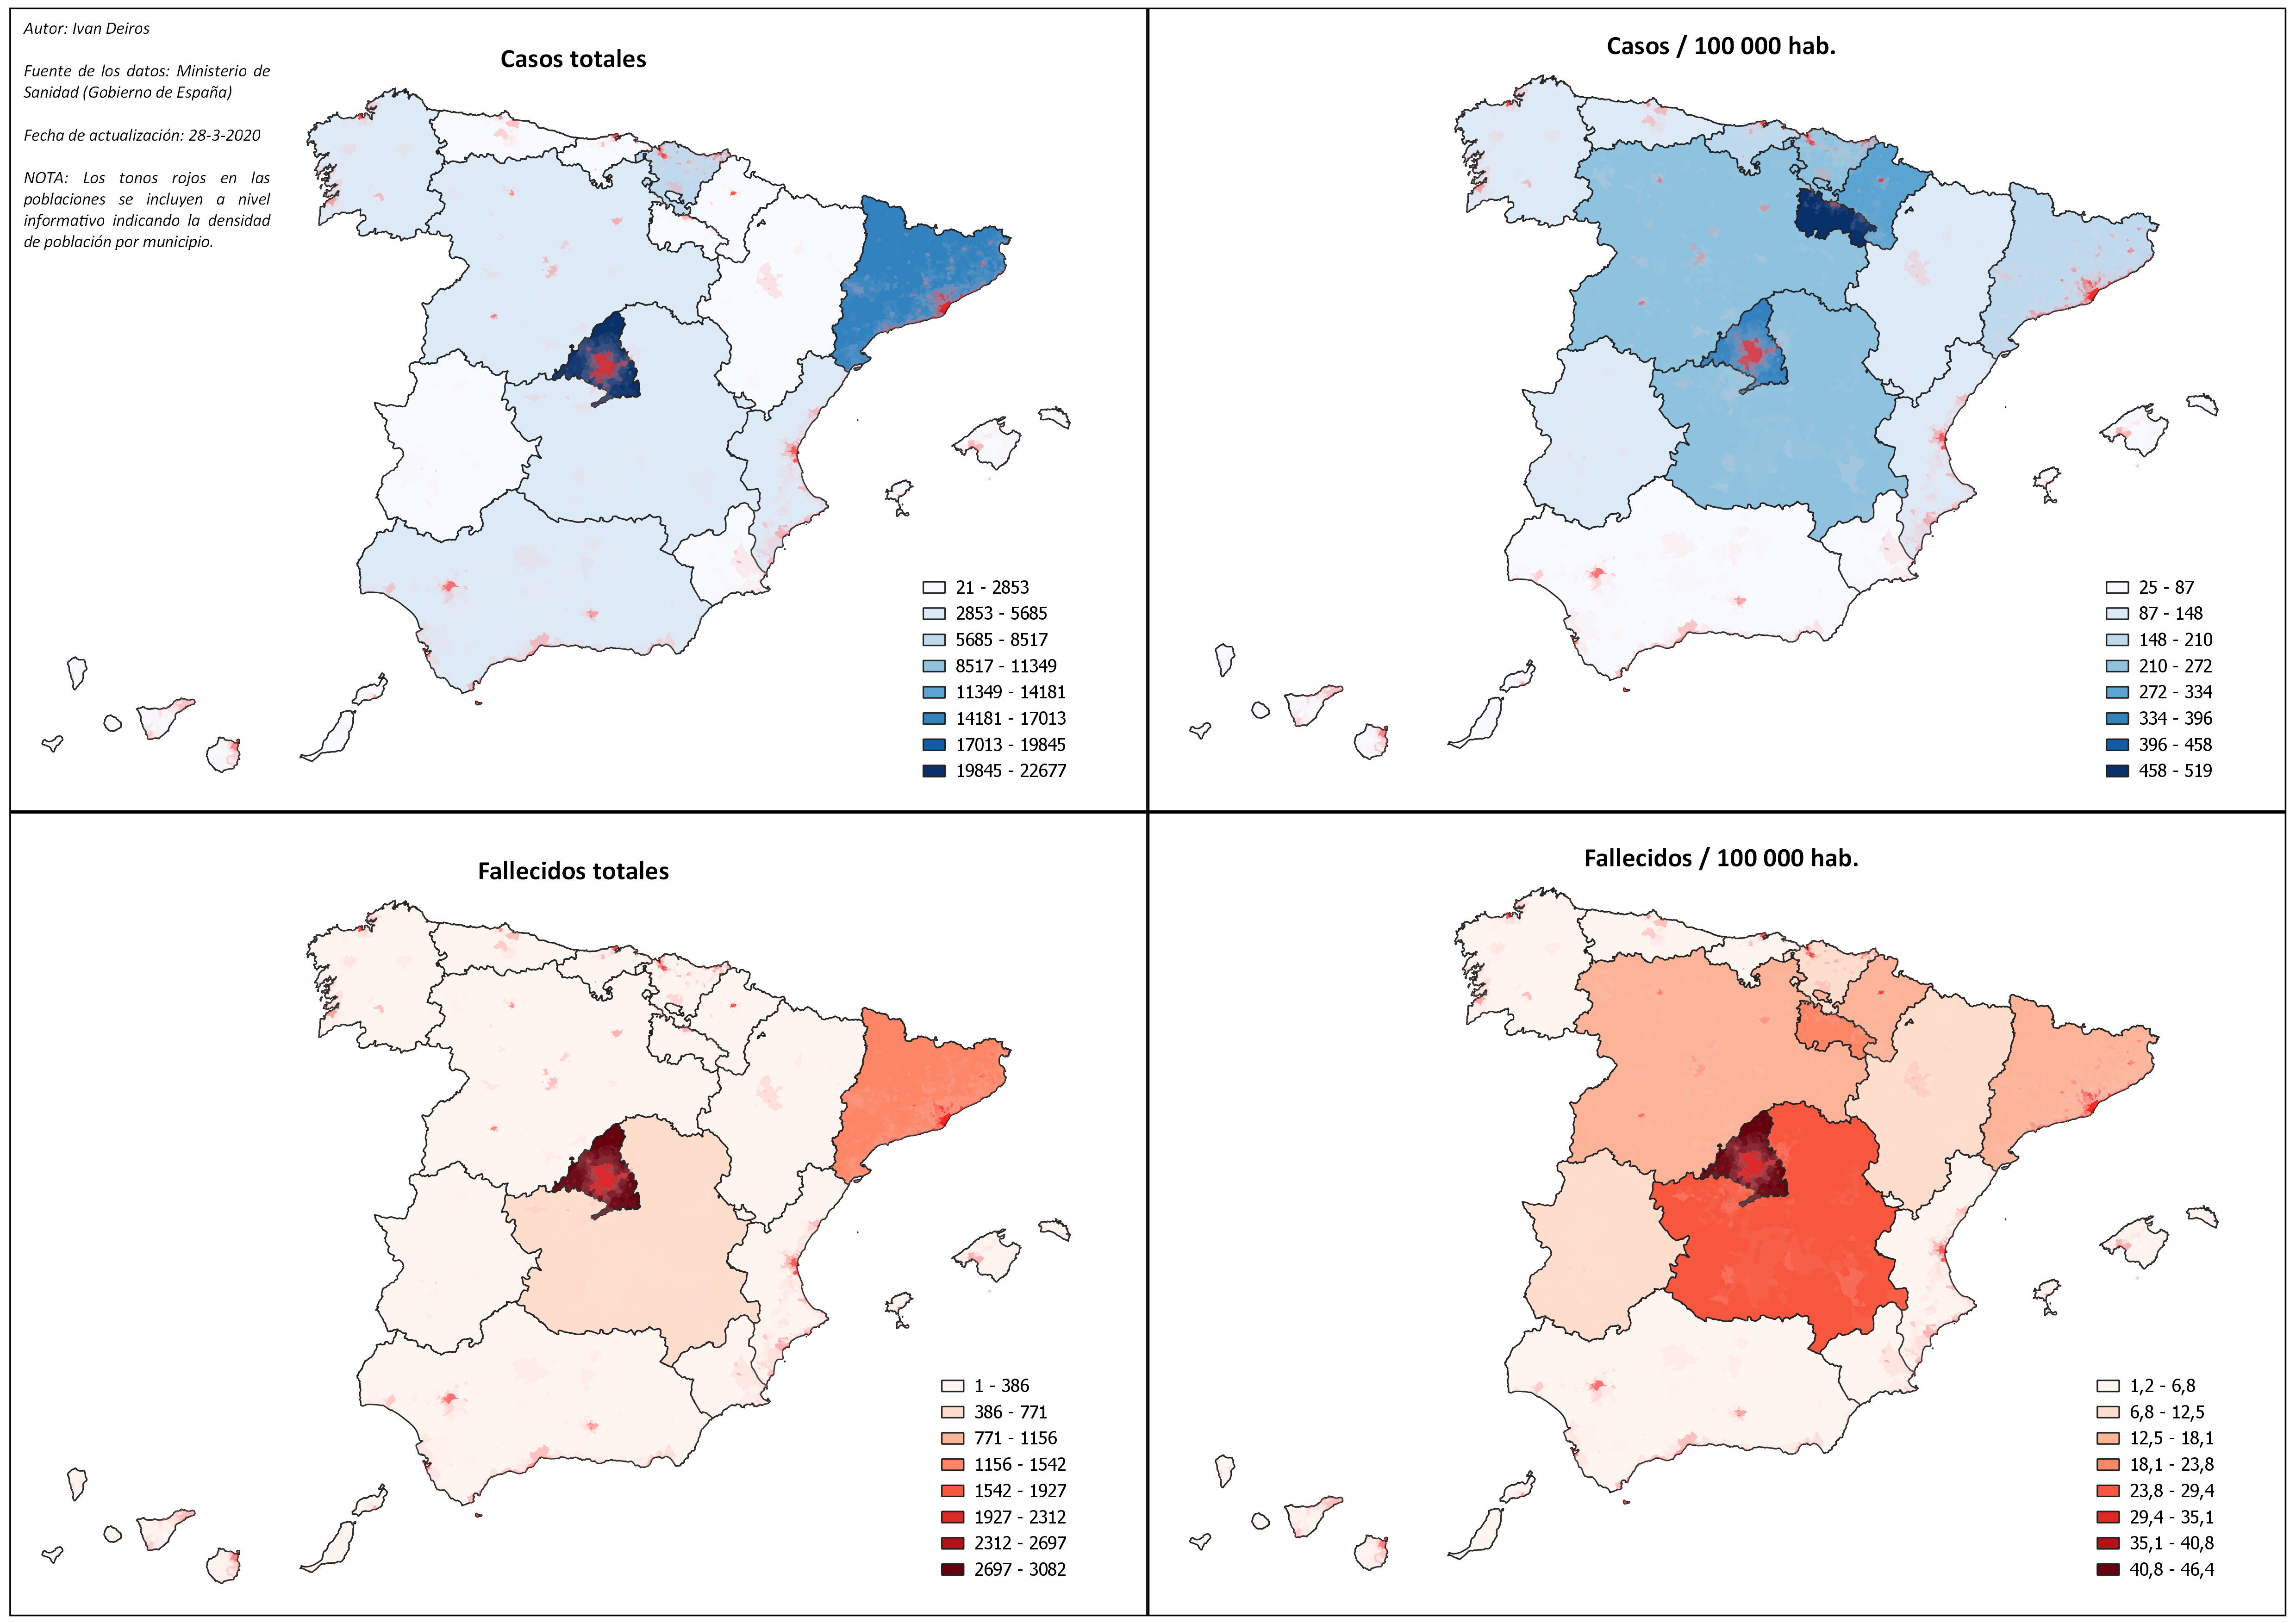 Autor: Ivan Deiros
Fuente de los datos: Ministerio de
Sanidad (Gobierno de España)
Fecha de actualización: 28-3-2020
NOTA: Los tonos rojos en las
poblaciones se incluyen a nivel
informativo indicando la densidad
de población por municipio.
Casos totales
21 - 2853
2853 - 5685
5685 - 8517
8517 - 11349
11349 - 14181
14181 - 17013
17013 - 19845
19845 - 22677
Casos / 100 000 hab.
25 - 87
87 - 148
148 - 210
210 - 272
272 - 334
334 - 396
396 - 458
458 - 519
Fallecidos totales
1 - 386
386 - 771
771 - 1156
1156 - 1542
1542 - 1927
1927 - 2312
2312 - 2697
2697 - 3082
Fallecidos / 100 000 hab.
1,2 - 6,8
6,8 - 12,5
12,5 - 18,1
18,1 - 23,8
23,8 - 29,4
29,4 - 35,1
35,1 - 40,8
40,8 - 46,4